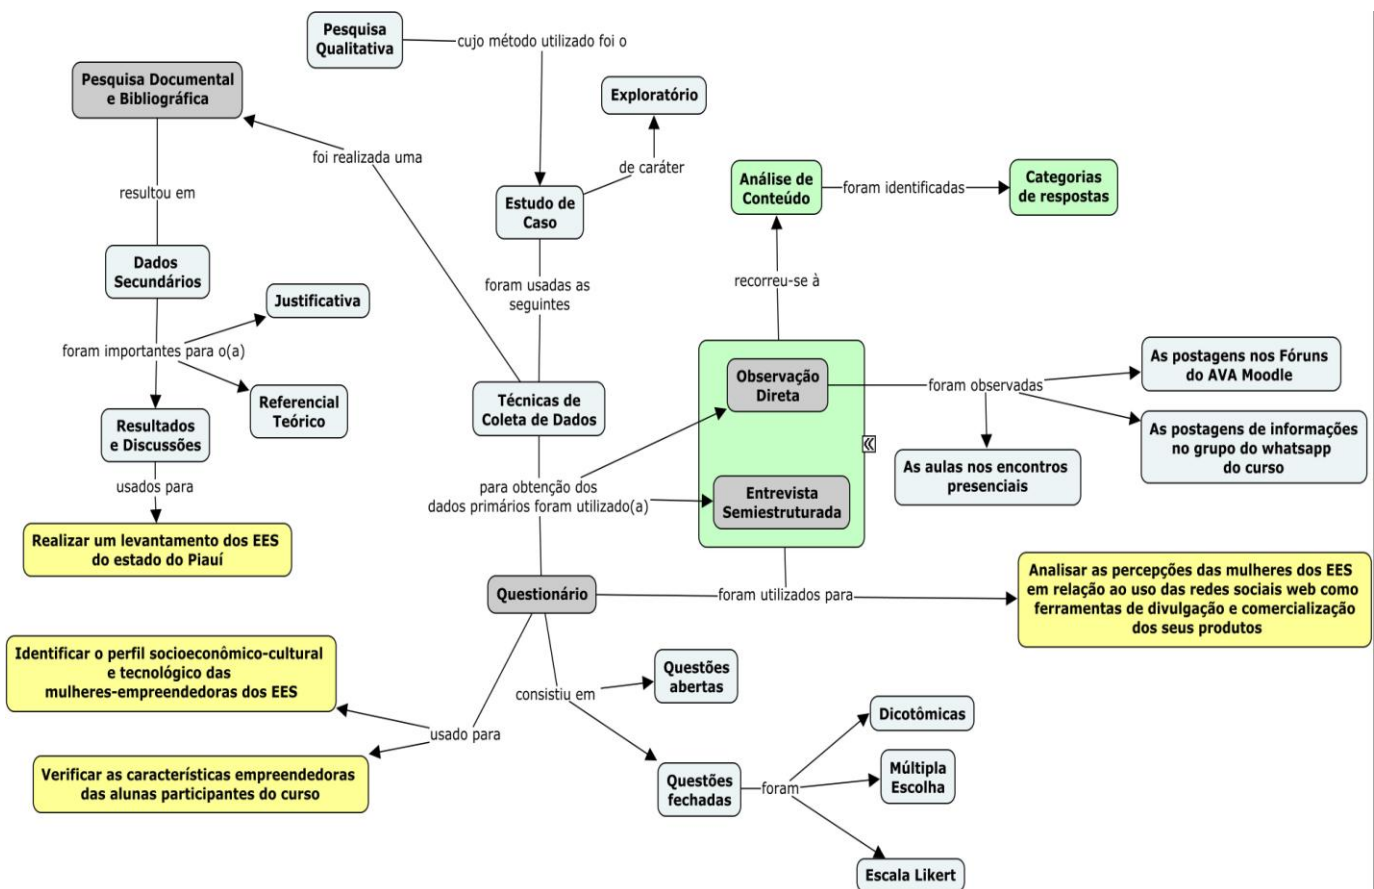 Pesquisa
Qualitativa
cujo método utilizado foi o
Pesquisa Documental
e Bibliográfica
Exploratório
foi realizada uma
de caráter
resultou em
Análise de
Conteúdo
foram identificadas
Categorias
de respostas
Estudo de
Caso
Dados
Secundários
foram usadas as
seguintes
recorreu-se à
Justificativa
foram importantes para o(a)
Referencial
Teórico
Técnicas de
Coleta de Dados
Observação
Direta
foram observadas
As postagens nos Fóruns
do AVA Moodle
Resultados
e Discussões
As postagens de informações
no grupo do whatsapp
do curso
As aulas nos encontros
presenciais
usados para
para obtenção dos
dados primários foram utilizado(a)
Entrevista
Semiestruturada
Realizar um levantamento dos EES
do estado do Piauí
Questionário
foram utilizados para
Analisar as percepções das mulheres dos EES
em relação ao uso das redes sociais web como
ferramentas de divulgação e comercialização
dos seus produtos
Identificar o perfil socioeconômico-cultural
e tecnológico das
mulheres-empreendedoras dos EES
consistiu em
Questões
abertas
usado para
Dicotômicas
Verificar as características empreendedoras
das alunas participantes do curso
Questões
fechadas
foram
Múltipla
Escolha
Escala Likert